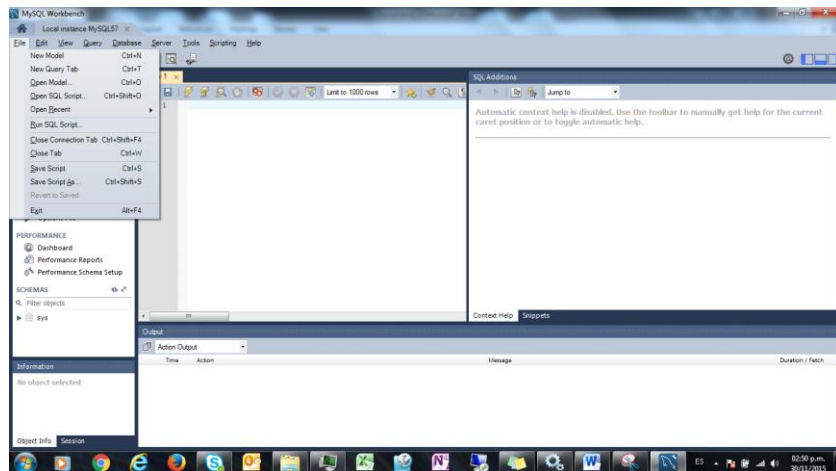 MySQL Workbench
Local instance MySQL57
File Edit View Query Database Server Tools Scripting Help
New Model Ctrl+N
New Query Tab Ctrl+T
Open Model... Ctrl+O
Open SQL Script... Ctrl+Shift+O
Open Recent
Run SQL Script...
Close Connection Tab Ctrl+Shift+F4
Close Tab Ctrl+W
Save Script Ctrl+S
Save Script As... Ctrl+Shift+S
Revert to Saved
Exit Alt+F4
Limit to 1000 rows
1
SQL Additions
Jump to
Automatic context help is disabled. Use the toolbar to manually get help for the current
caret position or to toggle automatic help.
PERFORMANCE
Dashboard
Performance Reports
Performance Schema Setup
SCHEMAS
Filter objects
sys
Context Help Snippets
Output
Action Output
Time Action Message Duration / Fetch
Information
No object selected
Object Info Session
ES
02:50 p.m.
30/11/2015